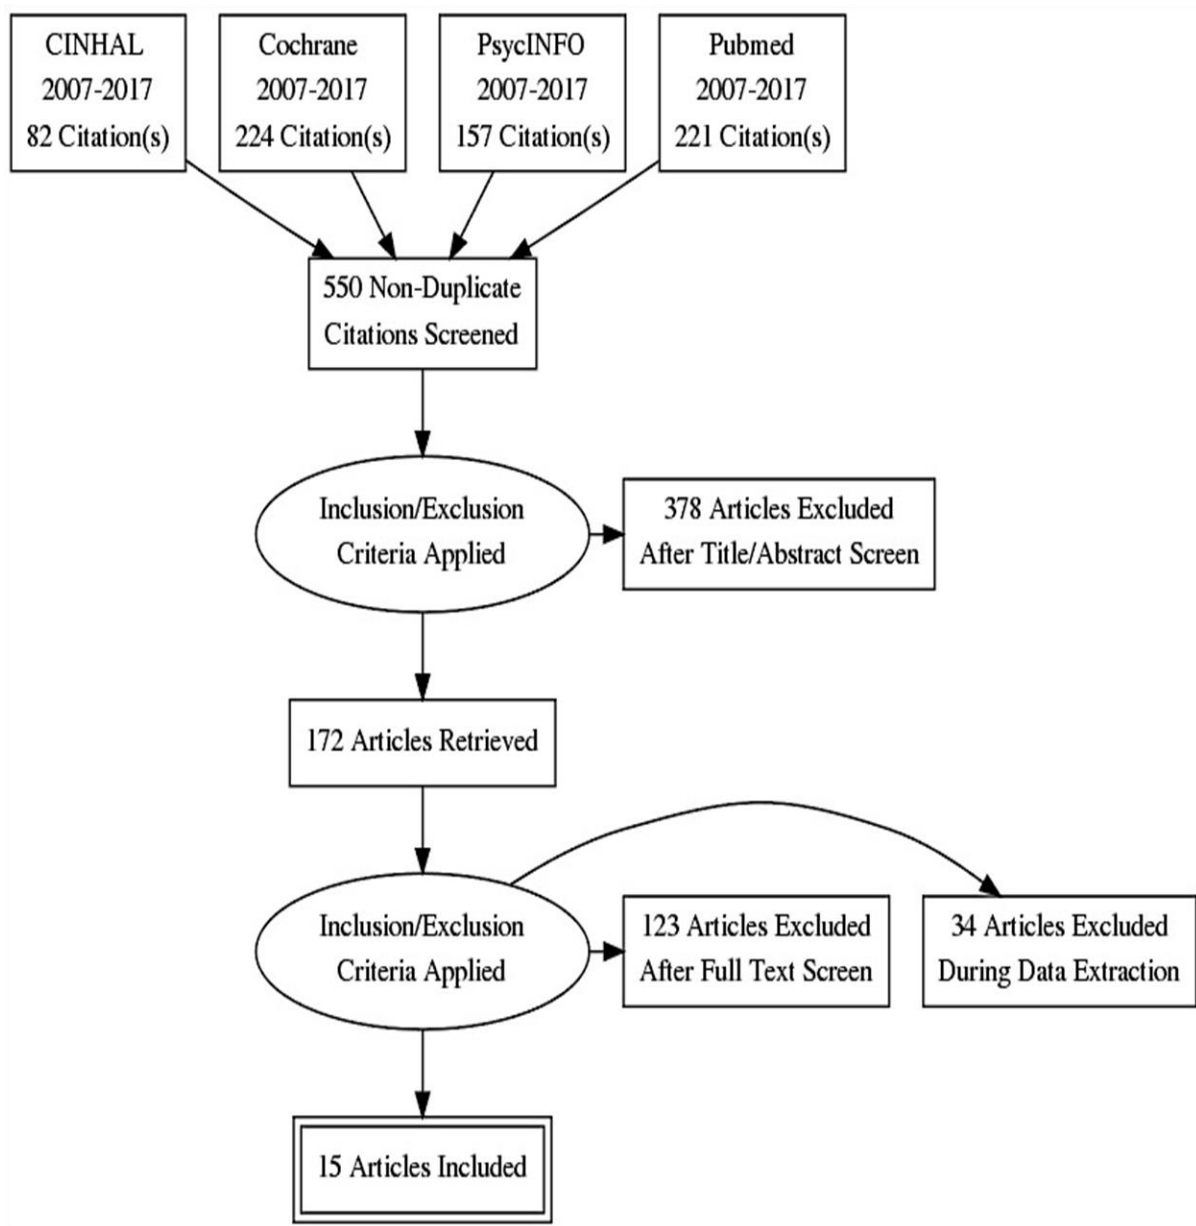 CINHAL
2007-2017
82 Citation(s)
Cochrane
2007-2017
224 Citation(s)
PsycINFO
2007-2017
157 Citation(s)
Pubmed
2007-2017
221 Citation(s)
550 Non-Duplicate
Citations Screened
Inclusion/Exclusion
Criteria Applied
378 Articles Excluded
After Title/Abstract Screen
172 Articles Retrieved
Inclusion/Exclusion
Criteria Applied
123 Articles Excluded
After Full Text Screen
34 Articles Excluded
During Data Extraction
15 Articles Included